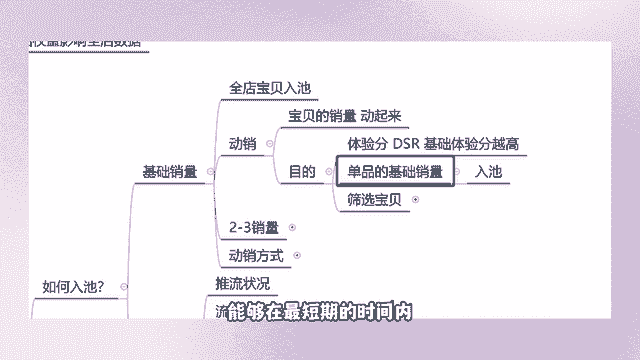 全店宝贝入池
宝贝的销量 动起来
动销
体验分 DSR 基础体验分越高
基础销量
目的
单品的基础销量
入池
筛选宝贝
2-3销量
动销方式
如何入池？
推流状况
能够在最短期的时间内